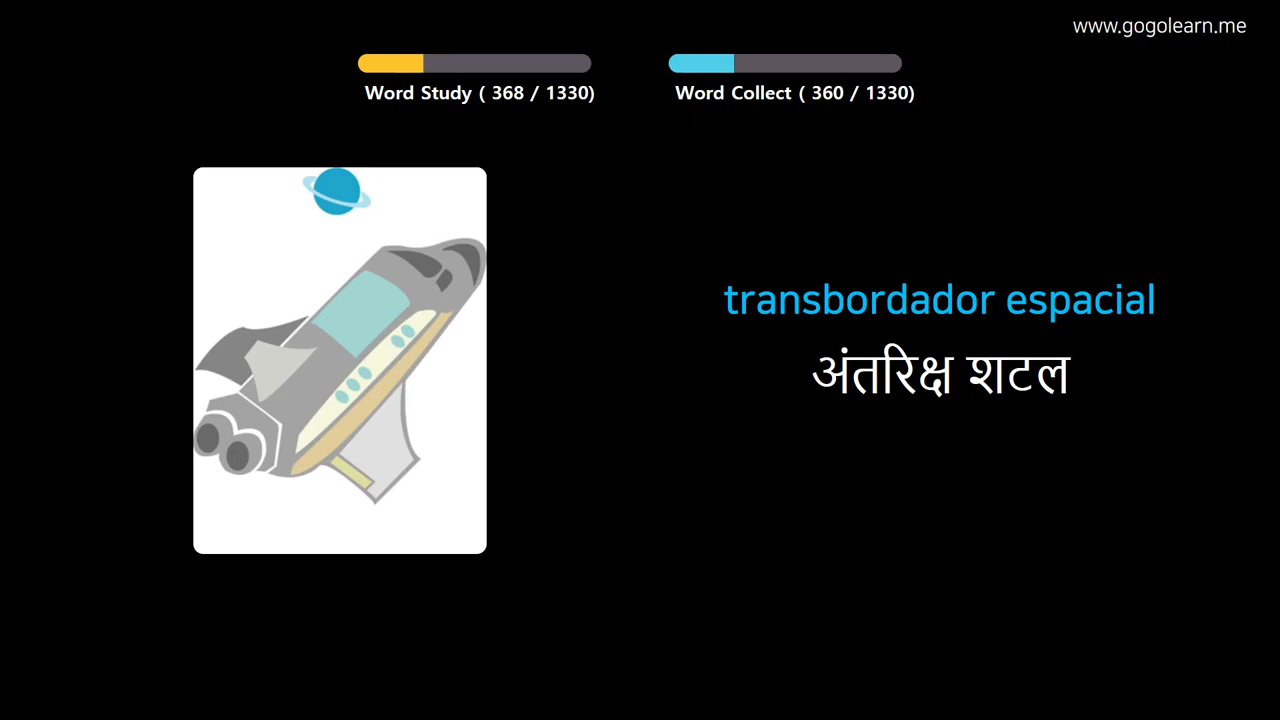 www.gogolearn.me
Word Study ( 368 / 1330)
Word Collect ( 360 / 1330)
transbordador espacial
अंतरिक्ष शटल